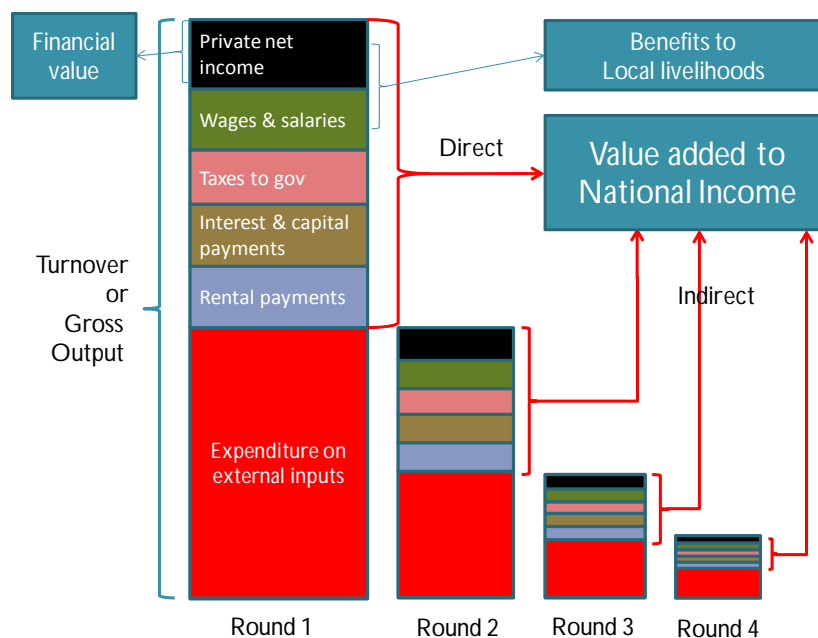 Financial
value
Private net
income
Benefits to
Local livelihoods
Wages & salaries
Direct
Value added to
National Income
Taxes to gov
Interest & capital
payments
Turnover
or
Gross
Output
Rental payments
Indirect
Expenditure on
external inputs
Round 1
Round 2
Round 3
Round 4